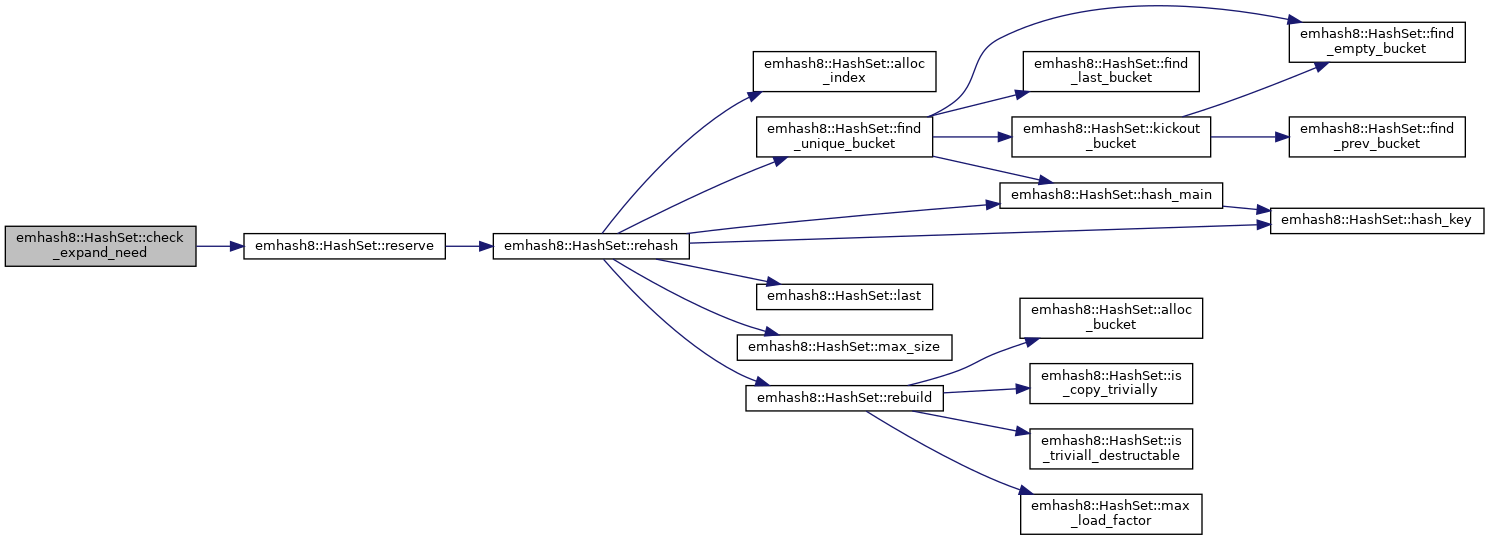 emhash8::HashSet::check
_expand_need
emhash8::HashSet::reserve
emhash8::HashSet::rehash
emhash8::HashSet::alloc
_index
emhash8::HashSet::find
_unique_bucket
emhash8::HashSet::last
emhash8::HashSet::max_size
emhash8::HashSet::rebuild
emhash8::HashSet::find
_last_bucket
emhash8::HashSet::kickout
_bucket
emhash8::HashSet::hash_main
emhash8::HashSet::alloc
_bucket
emhash8::HashSet::is
_copy_trivially
emhash8::HashSet::is
_triviall_destructable
emhash8::HashSet::max
_load_factor
emhash8::HashSet::find
_empty_bucket
emhash8::HashSet::find
_prev_bucket
emhash8::HashSet::hash_key